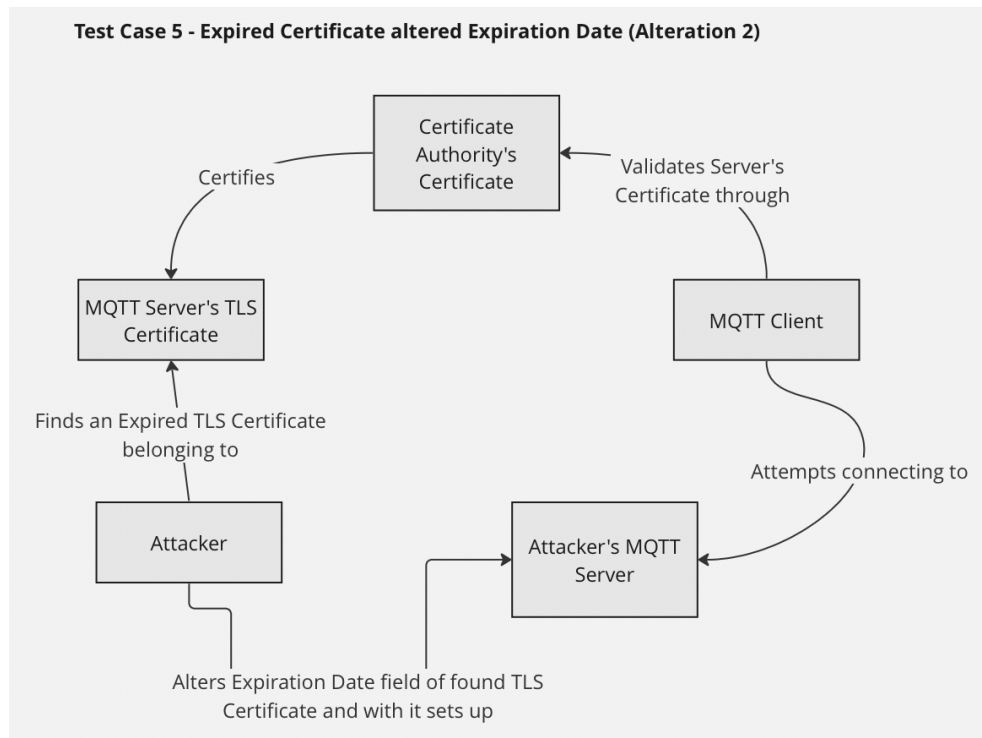 Test Case 5 - Expired Certificate altered Expiration Date (Alteration 2)
Certificate
Authority's
Certificate
Certifies
Validates Server's
Certificate through
MQTT Server's TLS
Certificate
MQTT Client
Finds an Expired TLS Certificate
belonging to
Attempts connecting to
Attacker
Attacker's MQTT
Server
Alters Expiration Date field of found TLS
Certificate and with it sets up